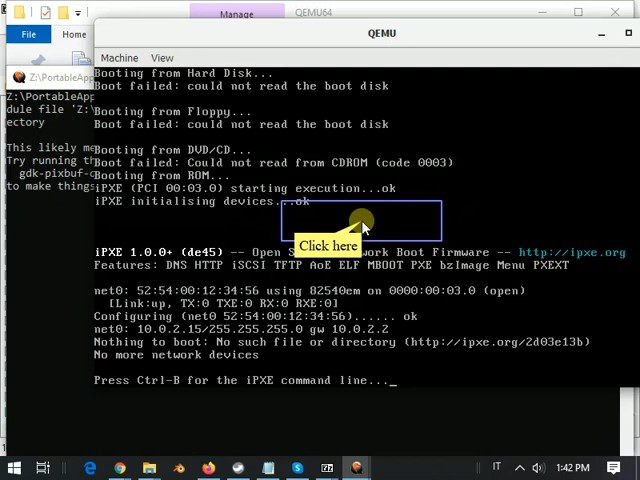 Manage
QEMU64
File
Home
QEMU
Machine View
Z:\PortableApp
Z:\PortableApp
dule file 'Z:\
ectory
This likely me
Try running th
gdk-pixbuf-
to make things
Booting from Hard Disk...
Boot failed: could not read the boot disk
Booting from Floppy...
Boot failed: could not read the boot disk
Booting from DVD/CD...
Boot failed: Could not read from CDROM (code 0003)
Booting from ROM...
iPXE (PCI 00:03.0) starting execution...ok
iPXE initialising devices...ok
Click here
iPXE 1.0.0+ (de45) -- Open S work Boot Firmware -- http://ipxe.org
Features: DNS HTTP iSCSI TFTP AoE ELF MBOOT PXE bzImage Menu PXEXT
net0: 52:54:00:12:34:56 using 82540em on 0000:00:03.0 (open)
[Link:up, TX:0 TXE:0 RX:0 RXE:0]
Configuring (net0 52:54:00:12:34:56)...... ok
net0: 10.0.2.15/255.255.255.0 gw 10.0.2.2
Nothing to boot: No such file or directory (http://ipxe.org/2d03e13b)
No more network devices
Press Ctrl-B for the iPXE command line..._
IT 1:42 PM